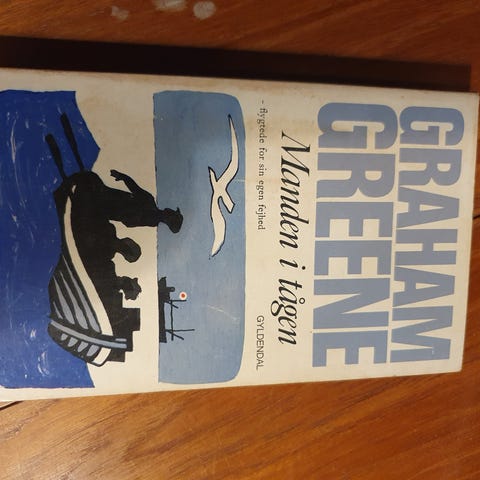 GRAHAM
GREENE
Manden i tågen
- flygtede for sin egen fejhed
GYLDENDAL